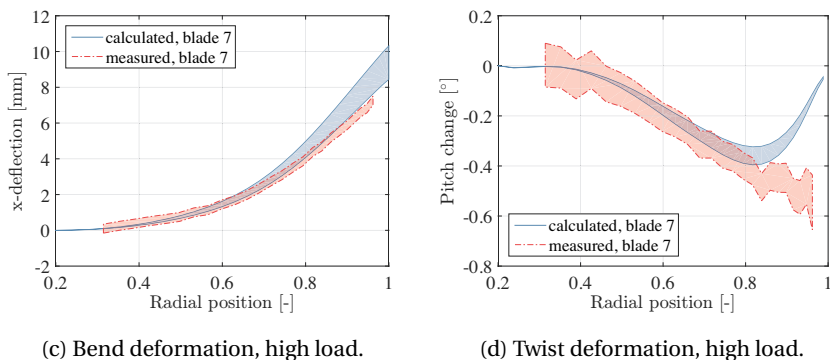 12
10
8
6
4
2
0
-2
x-deflection [mm]
calculated, blade 7
measured, blade 7
0.2 0.4 0.6 0.8 1
Radial position [-]
(c) Bend deformation, high load.
0.2
0
-0.2
-0.4
-0.6
-0.8
Pitch change [°]
calculated, blade 7
measured, blade 7
0.2 0.4 0.6 0.8 1
Radial position [-]
(d) Twist deformation, high load.